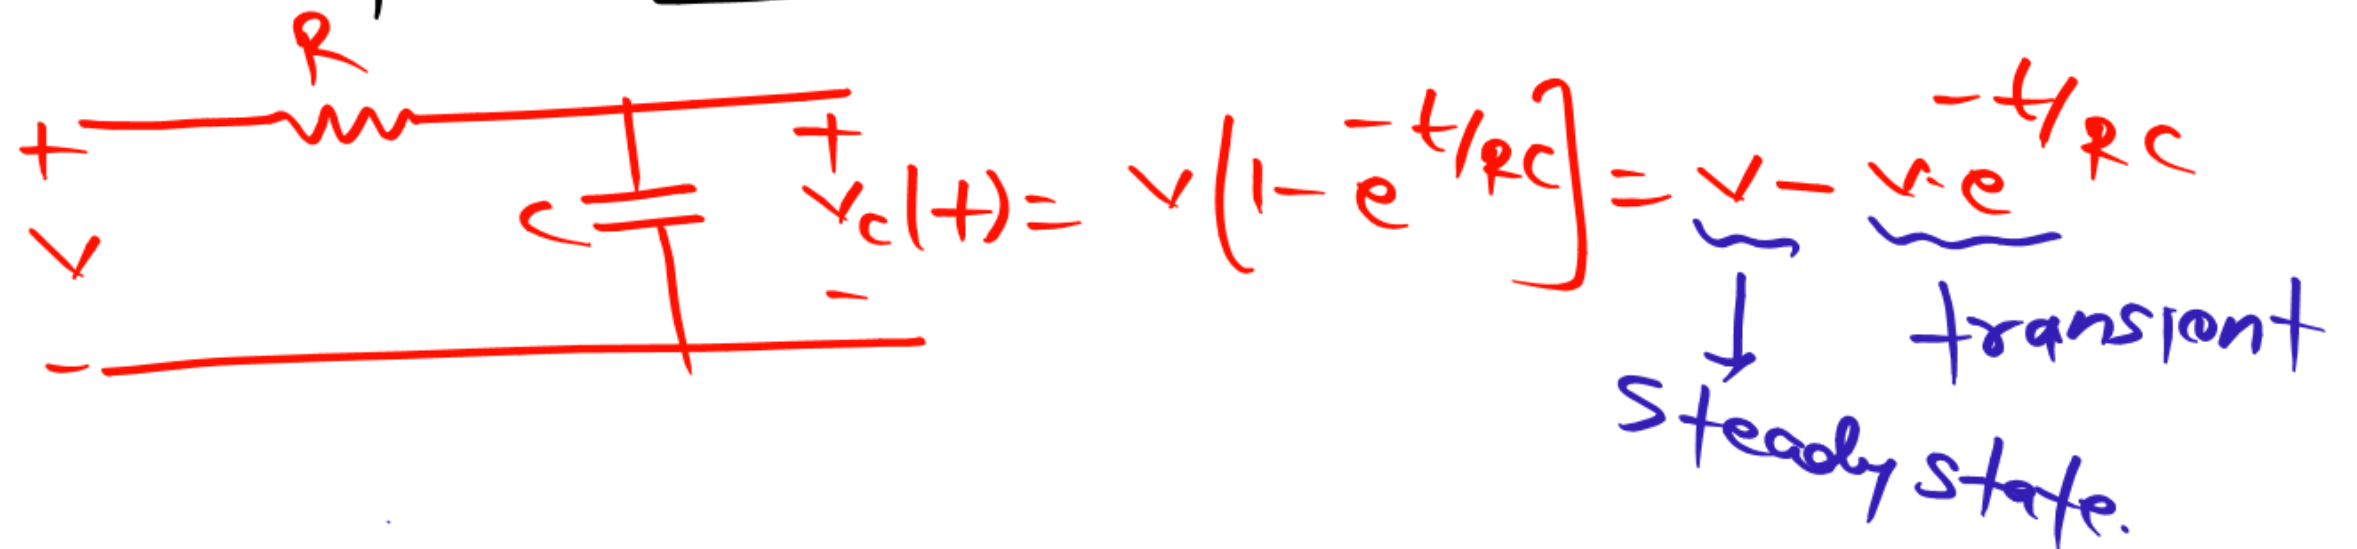 R
+ V -
C
+ Vc(t) = V(1 - e^{-t/RC}] = V - V·e^{-t/RC}
-
transient
steady state.